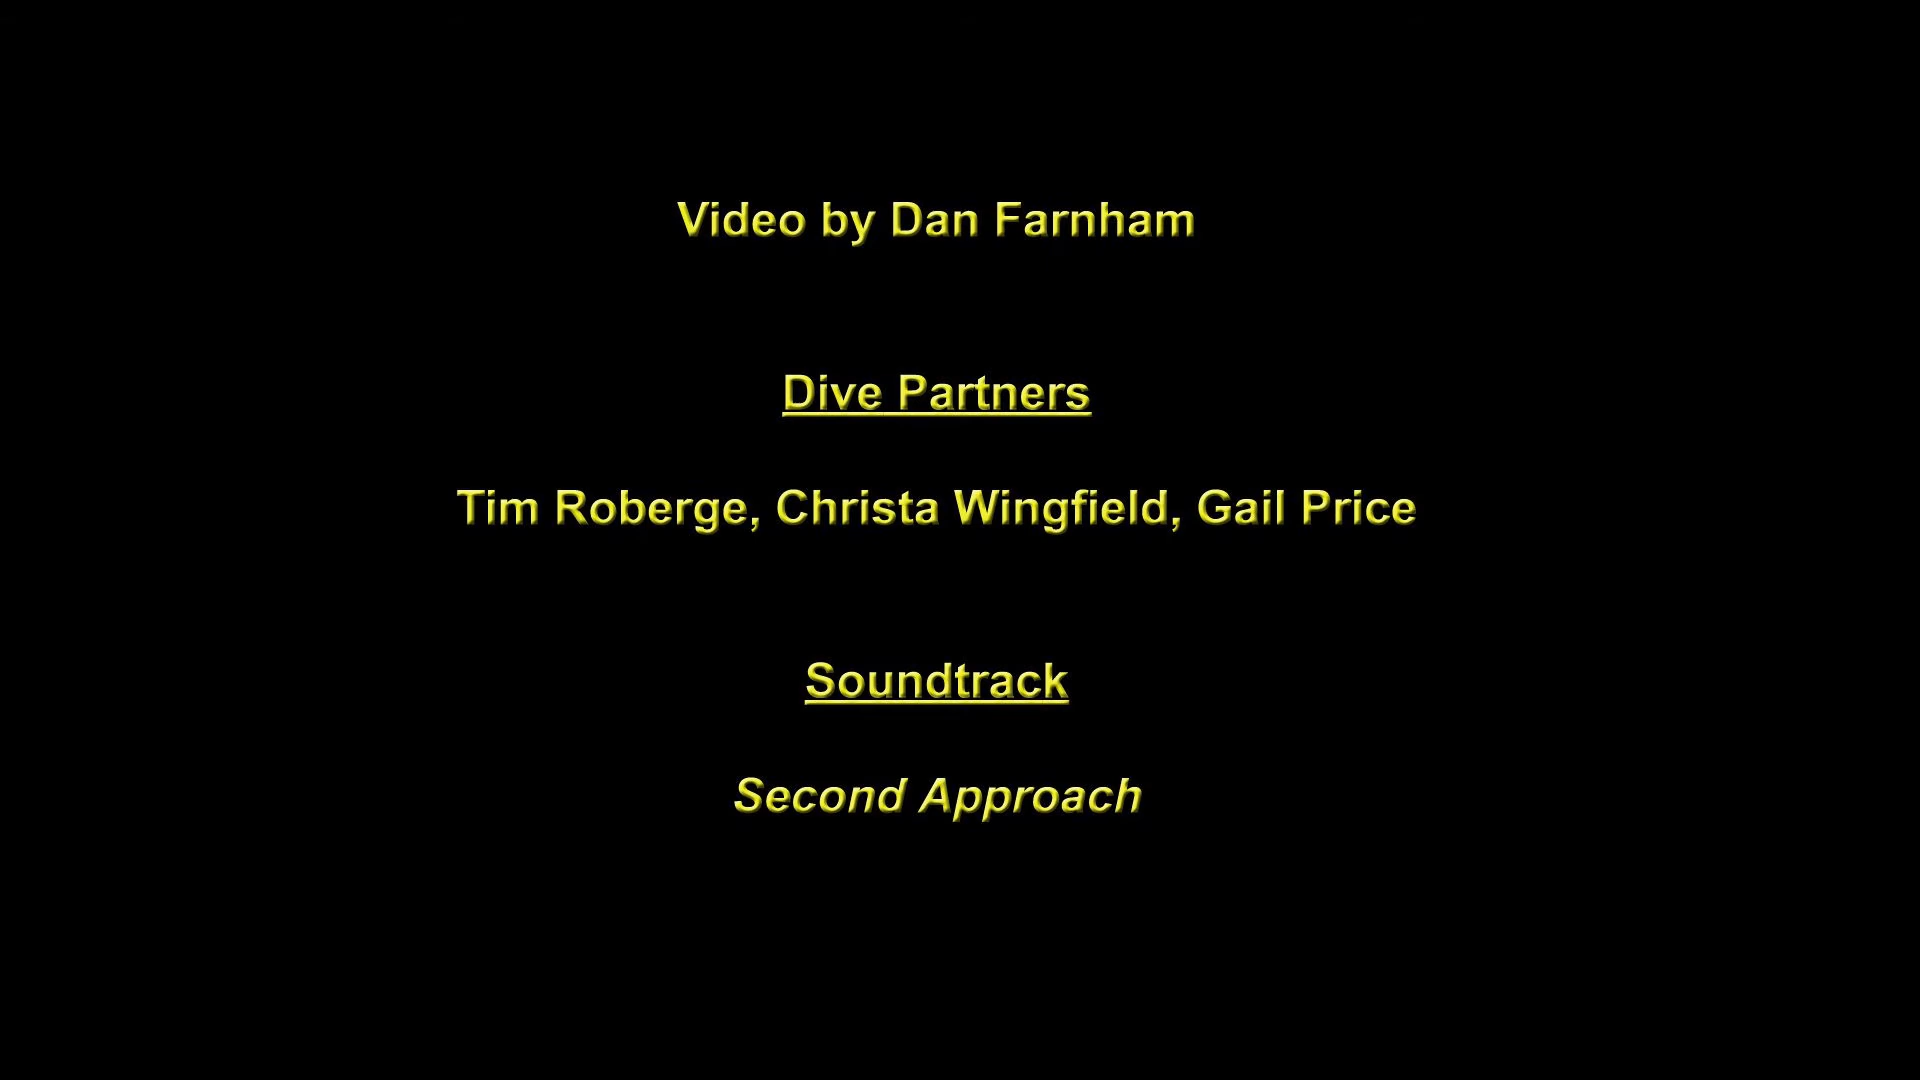 Video by Dan Farnham
Dive Partners
Tim Roberge, Christa Wingfield, Gail Price
Soundtrack
Second Approach